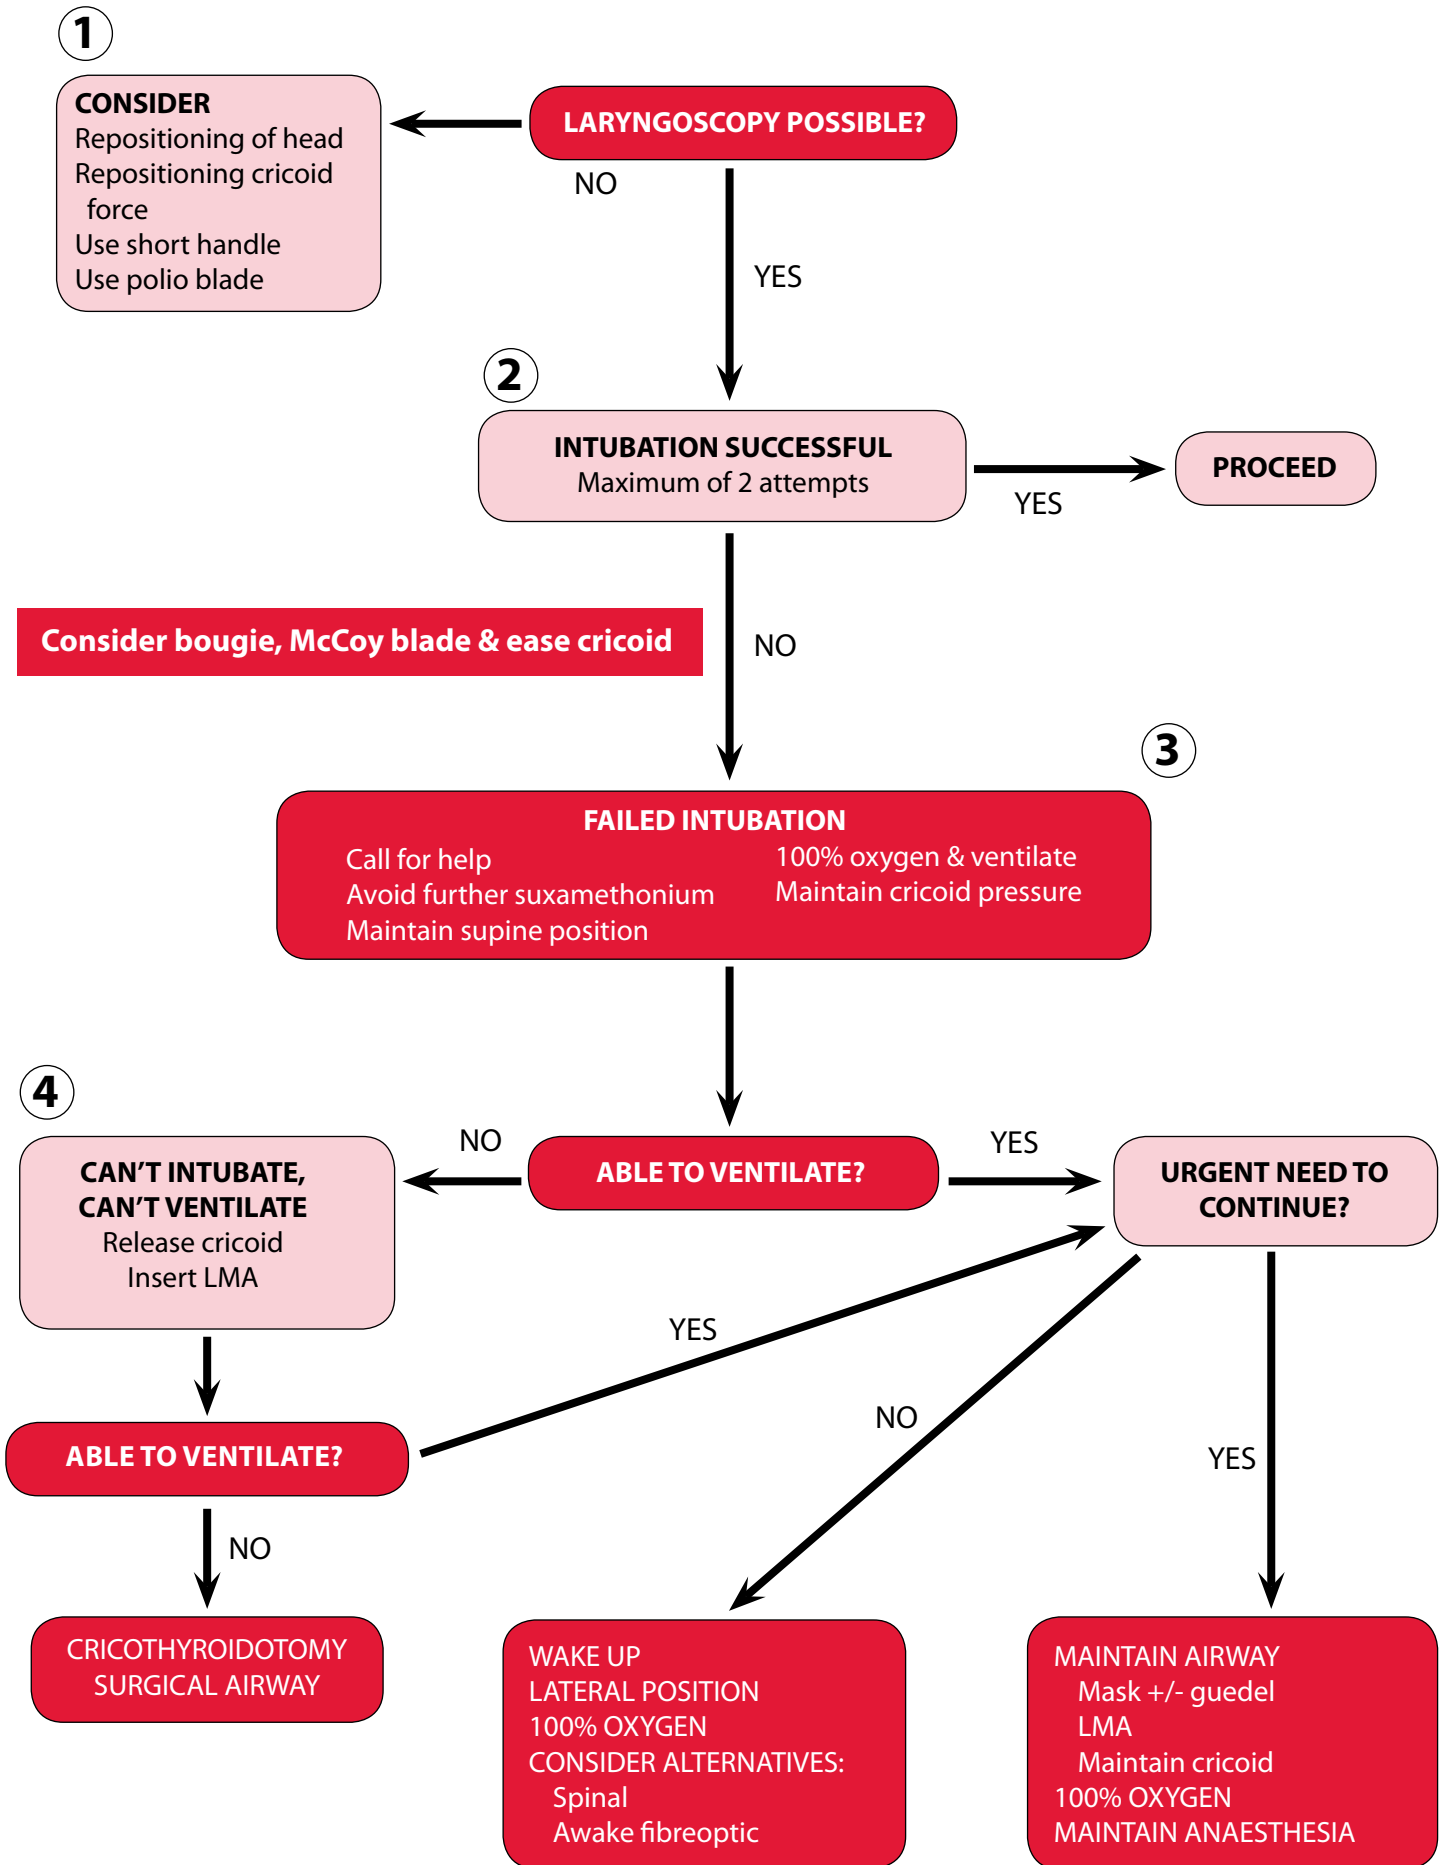 1
CONSIDER
Repositioning of head
Repositioning cricoid
force
Use short handle
Use polio blade
LARYNGOSCOPY POSSIBLE?
NO
YES
2
INTUBATION SUCCESSFUL
Maximum of 2 attempts
YES
PROCEED
Consider bougie, McCoy blade & ease cricoid
NO
3
FAILED INTUBATION
Call for help
Avoid further suxamethonium
Maintain supine position
100% oxygen & ventilate
Maintain cricoid pressure
4
CAN'T INTUBATE,
CAN'T VENTILATE
Release cricoid
Insert LMA
NO
ABLE TO VENTILATE?
YES
URGENT NEED TO
CONTINUE?
YES
ABLE TO VENTILATE?
NO
NO
YES
CRICOTHYROIDOTOMY
SURGICAL AIRWAY
WAKE UP
LATERAL POSITION
100% OXYGEN
CONSIDER ALTERNATIVES:
Spinal
Awake fibreoptic
MAINTAIN AIRWAY
Mask +/- guedel
LMA
Maintain cricoid
100% OXYGEN
MAINTAIN ANAESTHESIA